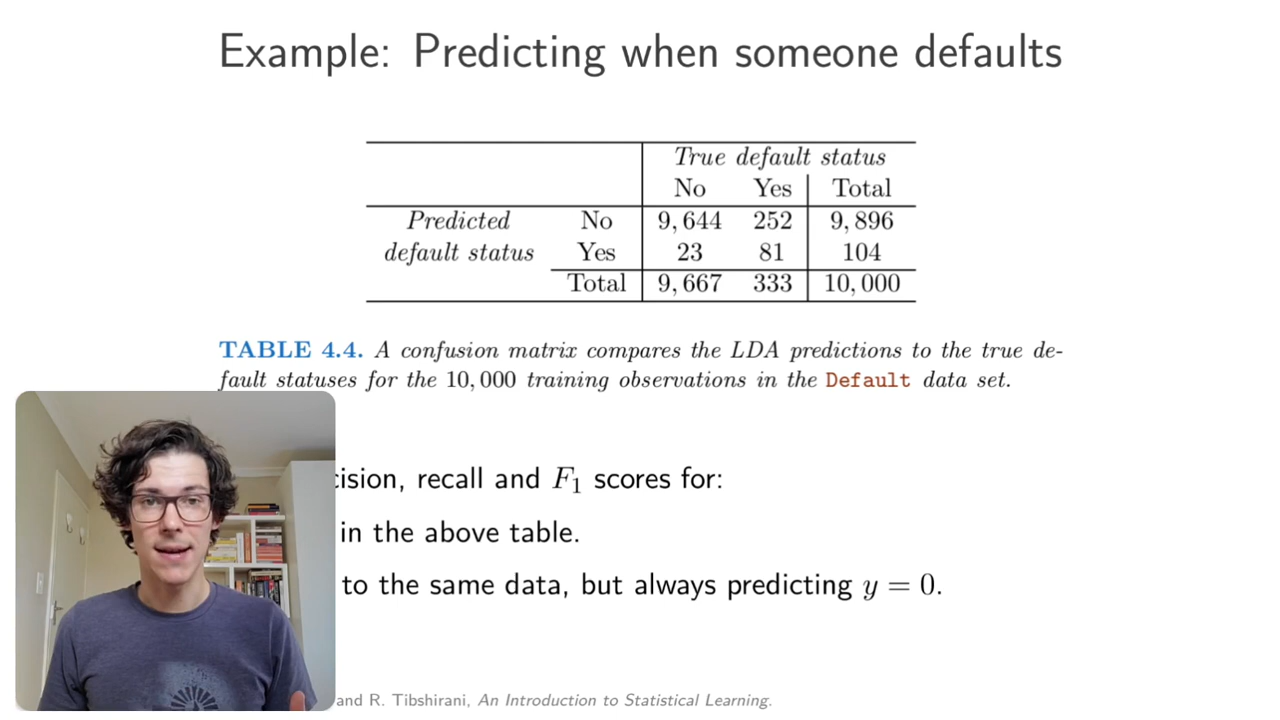 Example: Predicting when someone defaults
True default status
No Yes Total
Predicted No 9,644 252 9,896
default status Yes 23 81 104
Total 9,667 333 10,000
TABLE 4.4. A confusion matrix compares the LDA predictions to the true de-
fault statuses for the 10,000 training observations in the Default data set.
recall and F₁ scores for:
in the above table.
to the same data, but always predicting y = 0.
and R. Tibshirani, An Introduction to Statistical Learning.